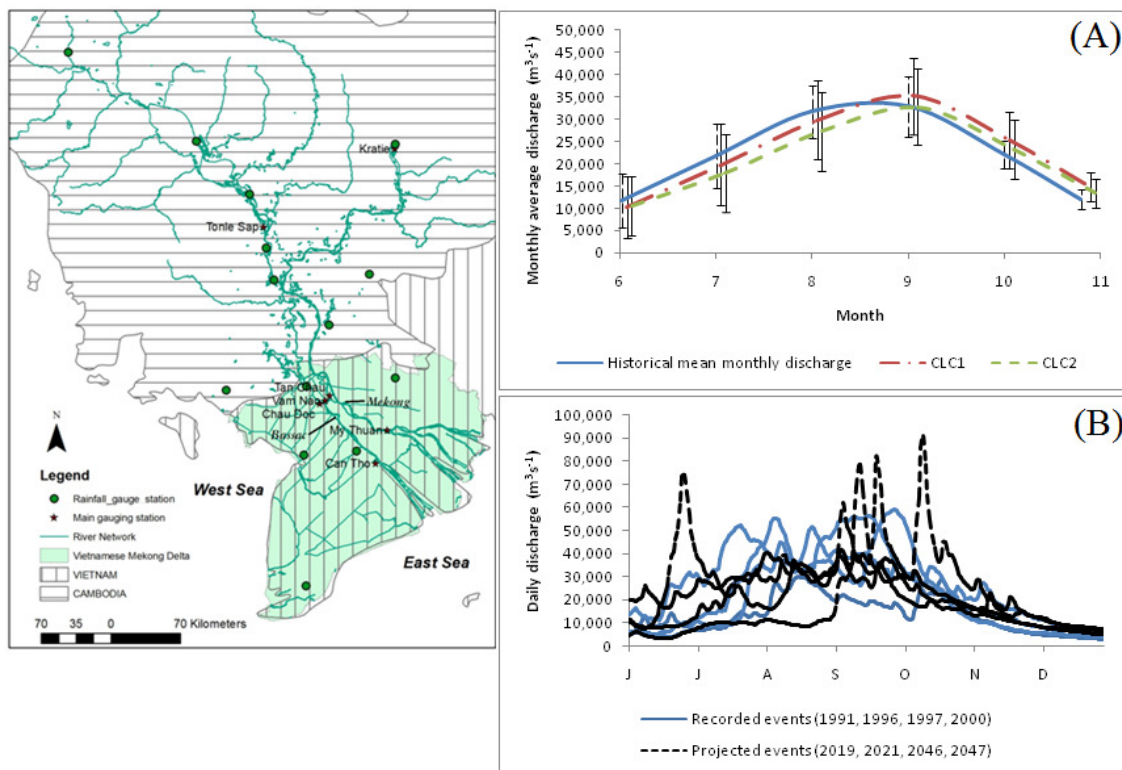 Kratie
Tonle Sap
Tan Chau
Vam Nao
Mekong
Chau Doc
Bassac
My Thuan
Can Tho
N
Legend
Rainfall_gauge station
Main gauging station
River Network
Vietnamese Mekong Delta
VIETNAM
CAMBODIA
West Sea
East Sea
70 35 0 70 Kilometers
(A)
Monthly average discharge (m³s⁻¹)
50,000
45,000
40,000
35,000
30,000
25,000
20,000
15,000
10,000
5,000
0
6 7 8 9 10 11
Month
Historical mean monthly discharge CLC1 CLC2
(B)
Daily discharge (m³s⁻¹)
100,000
90,000
80,000
70,000
60,000
50,000
40,000
30,000
20,000
10,000
0
J J A S O N D
Recorded events (1991, 1996, 1997, 2000)
Projected events (2019, 2021, 2046, 2047)